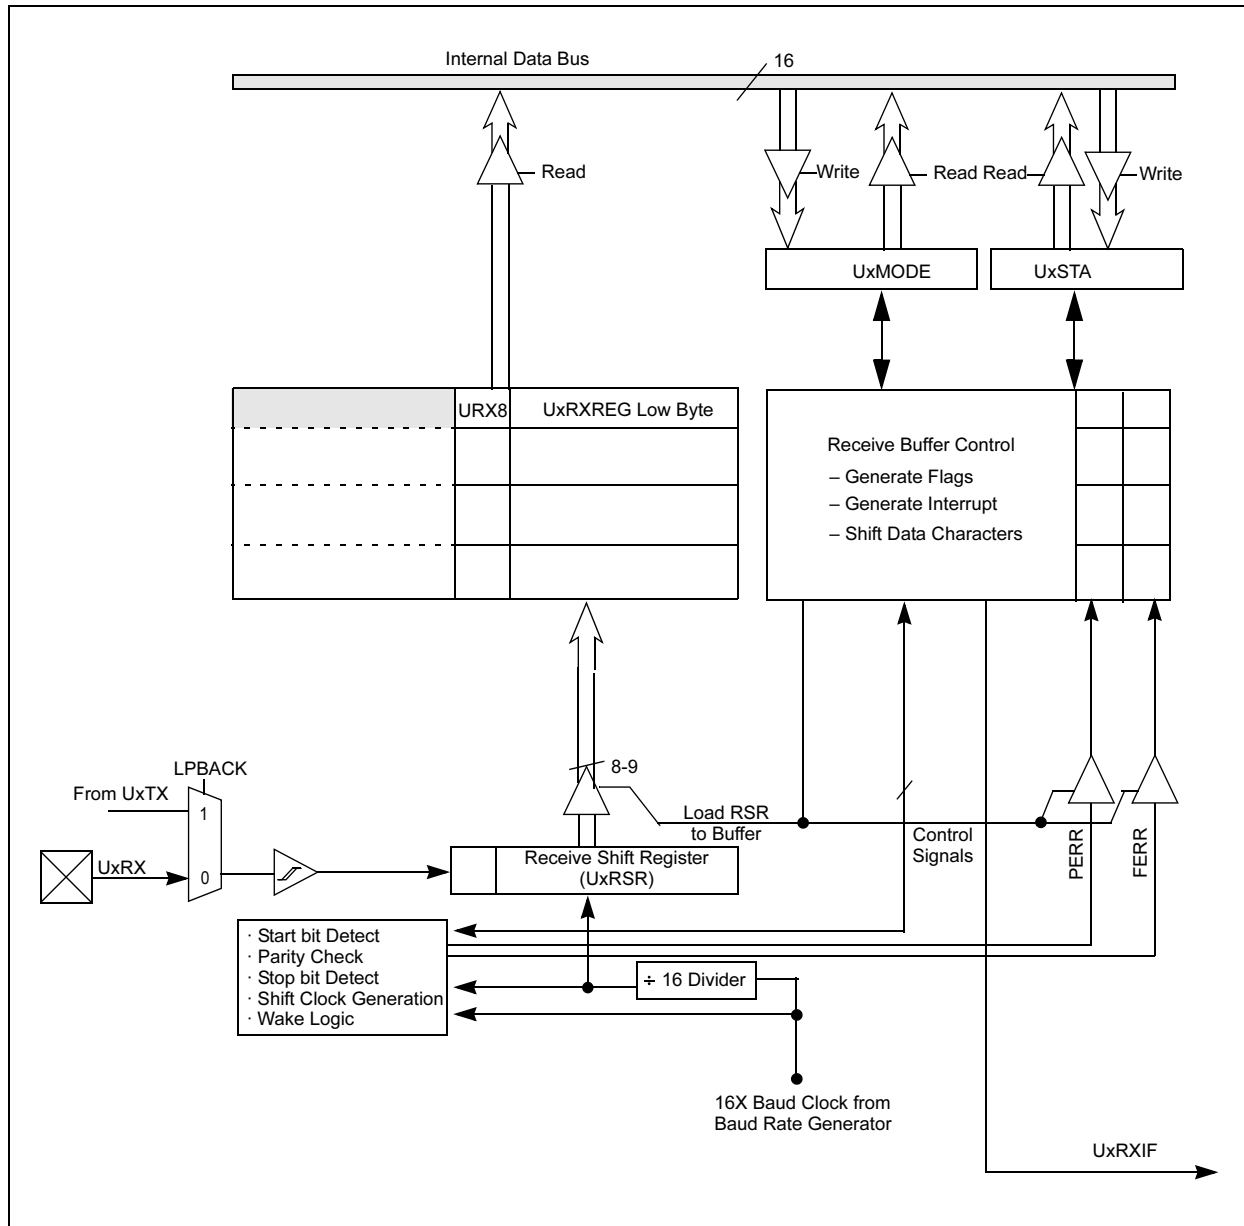 Internal Data Bus
16
Read
Write
Read Read
Write
UxMODE
UxSTA
URX8
UxRXREG Low Byte
Receive Buffer Control
– Generate Flags
– Generate Interrupt
– Shift Data Characters
8-9
LPBACK
From UxTX
1
Load RSR
to Buffer
Control
Signals
PERR
FERR
UxRX
0
Receive Shift Register
(UxRSR)
· Start bit Detect
· Parity Check
· Stop bit Detect
· Shift Clock Generation
· Wake Logic
÷ 16 Divider
16X Baud Clock from
Baud Rate Generator
UxRXIF